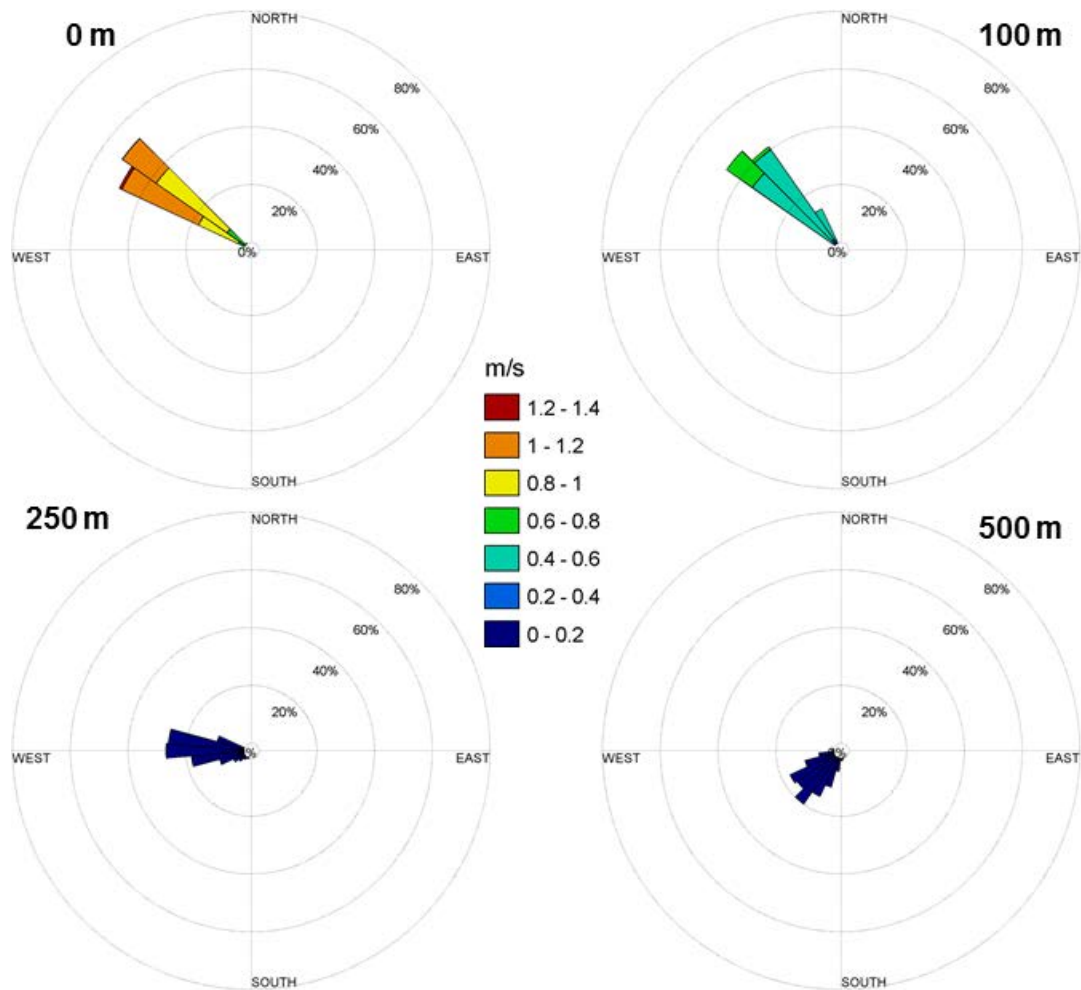 0 m
NORTH
80%
60%
40%
20%
0%
WEST
EAST
SOUTH
100 m
NORTH
80%
60%
40%
20%
0%
WEST
EAST
SOUTH
m/s
1.2 - 1.4
1 - 1.2
0.8 - 1
0.6 - 0.8
0.4 - 0.6
0.2 - 0.4
0 - 0.2
250 m
NORTH
80%
60%
40%
20%
WEST
EAST
SOUTH
500 m
NORTH
80%
60%
40%
20%
WEST
EAST
SOUTH